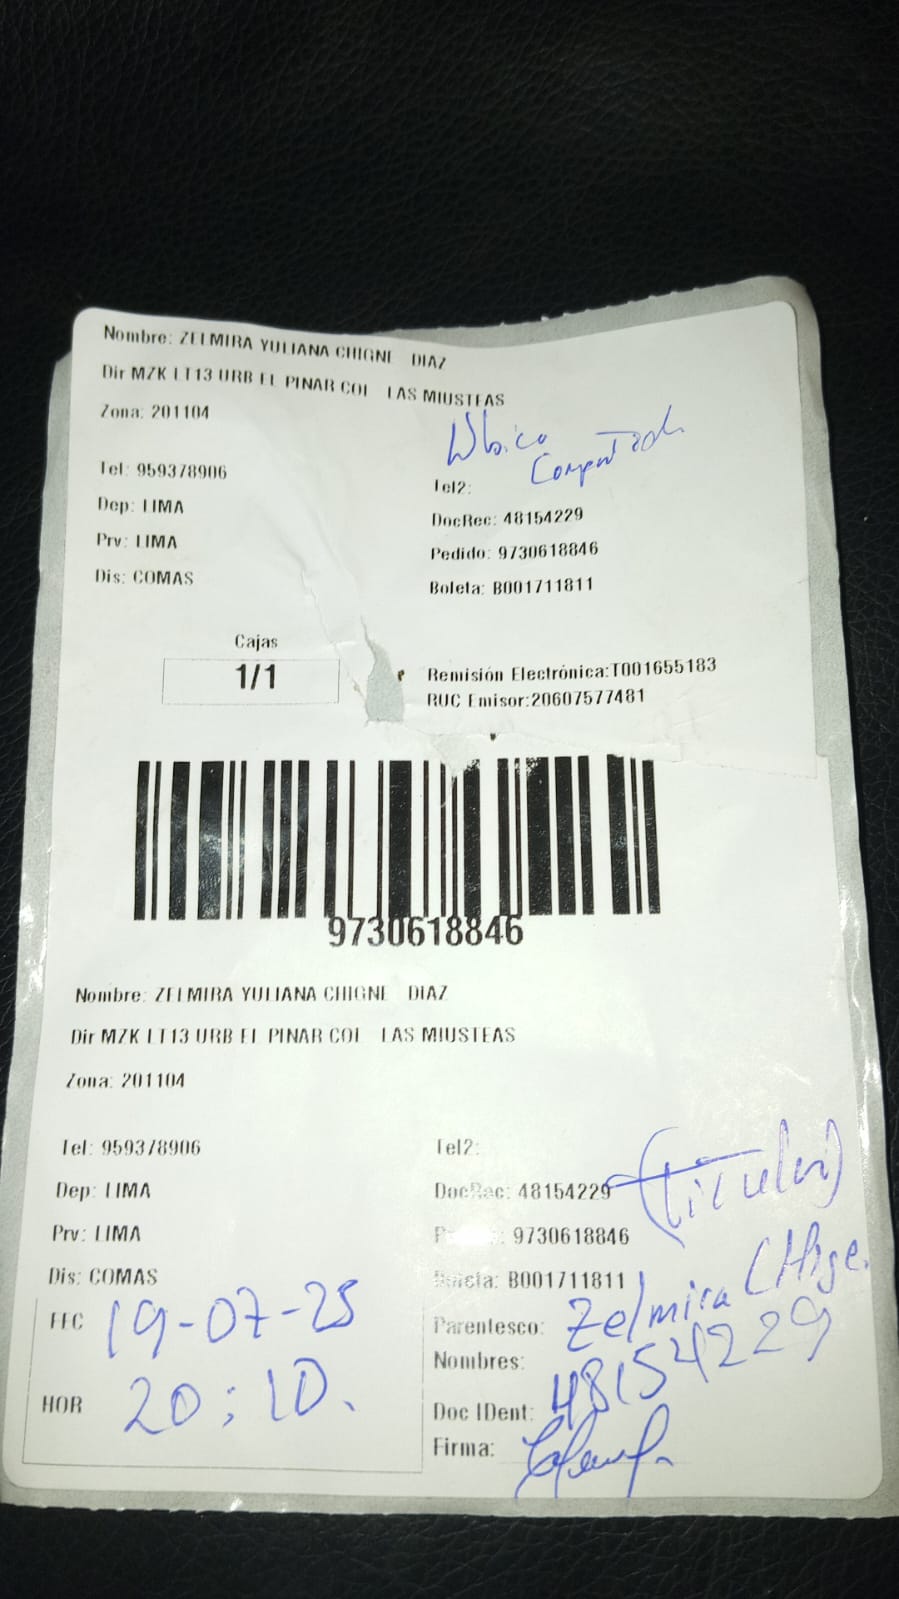 Nombre: ZELMIRA YULIANA CHIGNE DIAZ
Dir MZK LT13 URB EL PINAR COL LAS MIUSTEAS
Zona: 201104
Tel: 959378906
Tel2:
Dep: LIMA
DocRec: 48154229
Prv: LIMA
Pedido: 9730618846
Dis: COMAS
Boleta: B001711811
Cajas
1/1
Remisión Electrónica:T001655183
RUC Emisor:20607577481
9730618846
Nombre: ZELMIRA YULIANA CHIGNE DIAZ
Dir MZK LT13 URB EL PINAR COL LAS MIUSTEAS
Zona: 201104
Tel: 959378906
Tel2:
Dep: LIMA
DocRec: 48154229 (titular)
Prv: LIMA
9730618846
Dis: COMAS
Boleta: B001711811
FEC 19-07-25
Parentesco: Zelmira
Nombres:
HOR 20:10.
Doc IDent: 48154229
Firma: